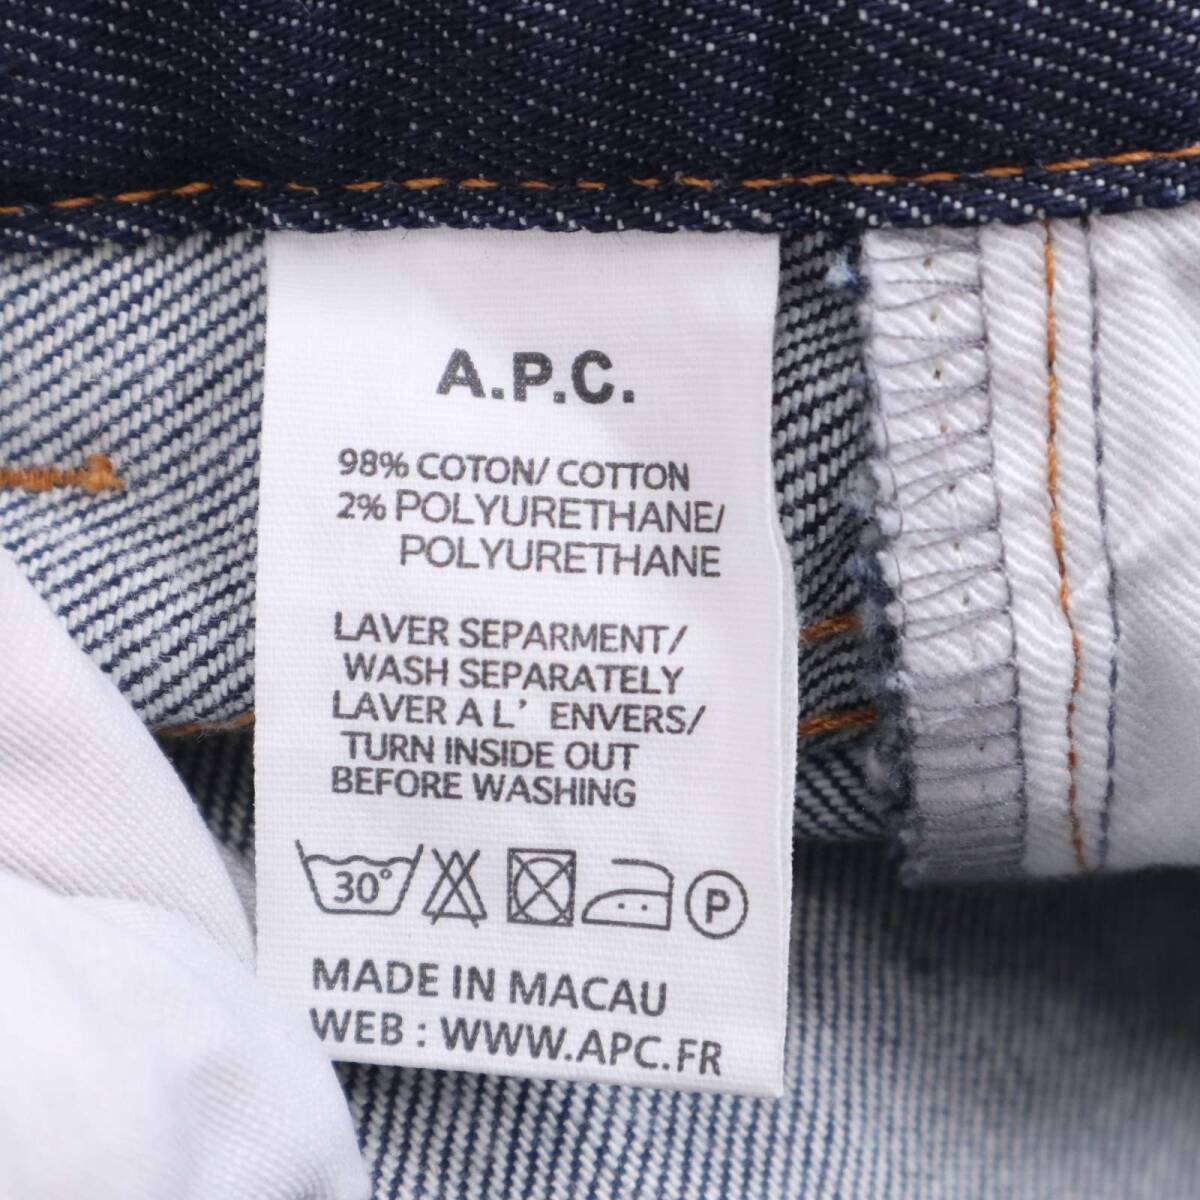 A.P.C.
98% COTON/ COTTON
2% POLYURETHANE/
POLYURETHANE
LAVER SEPARMENT/
WASH SEPARATELY
LAVER A L' ENVERS/
TURN INSIDE OUT
BEFORE WASHING
30°
P
MADE IN MACAU
WEB : WWW.APC.FR